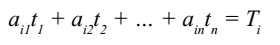 a_{i1}t_1 + a_{i2}t_2 + ... + a_{in}t_n = T_i